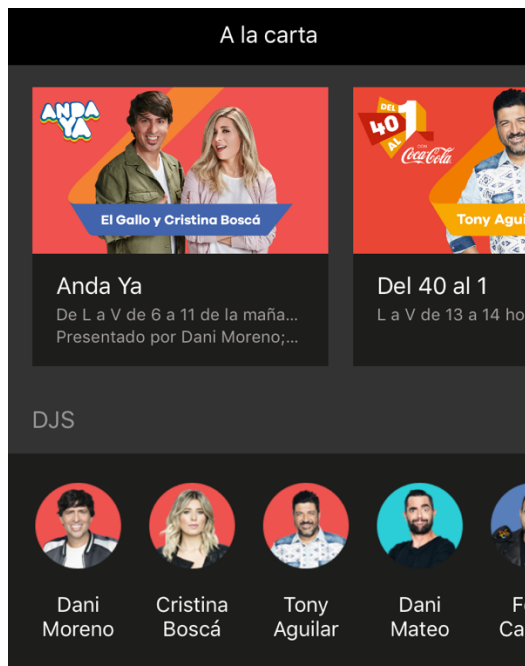 A la carta
ANDA
YA
El Gallo y Cristina Boscá
DEL
40
AL
1
CON
Coca-Cola
Tony
Anda Ya
De L a V de 6 a 11 de la maña...
Presentado por Dani Moreno;...
Del 40 al 1
L a V de 13 a 14
DJS
Dani
Moreno
Cristina
Boscá
Tony
Aguilar
Dani
Mateo